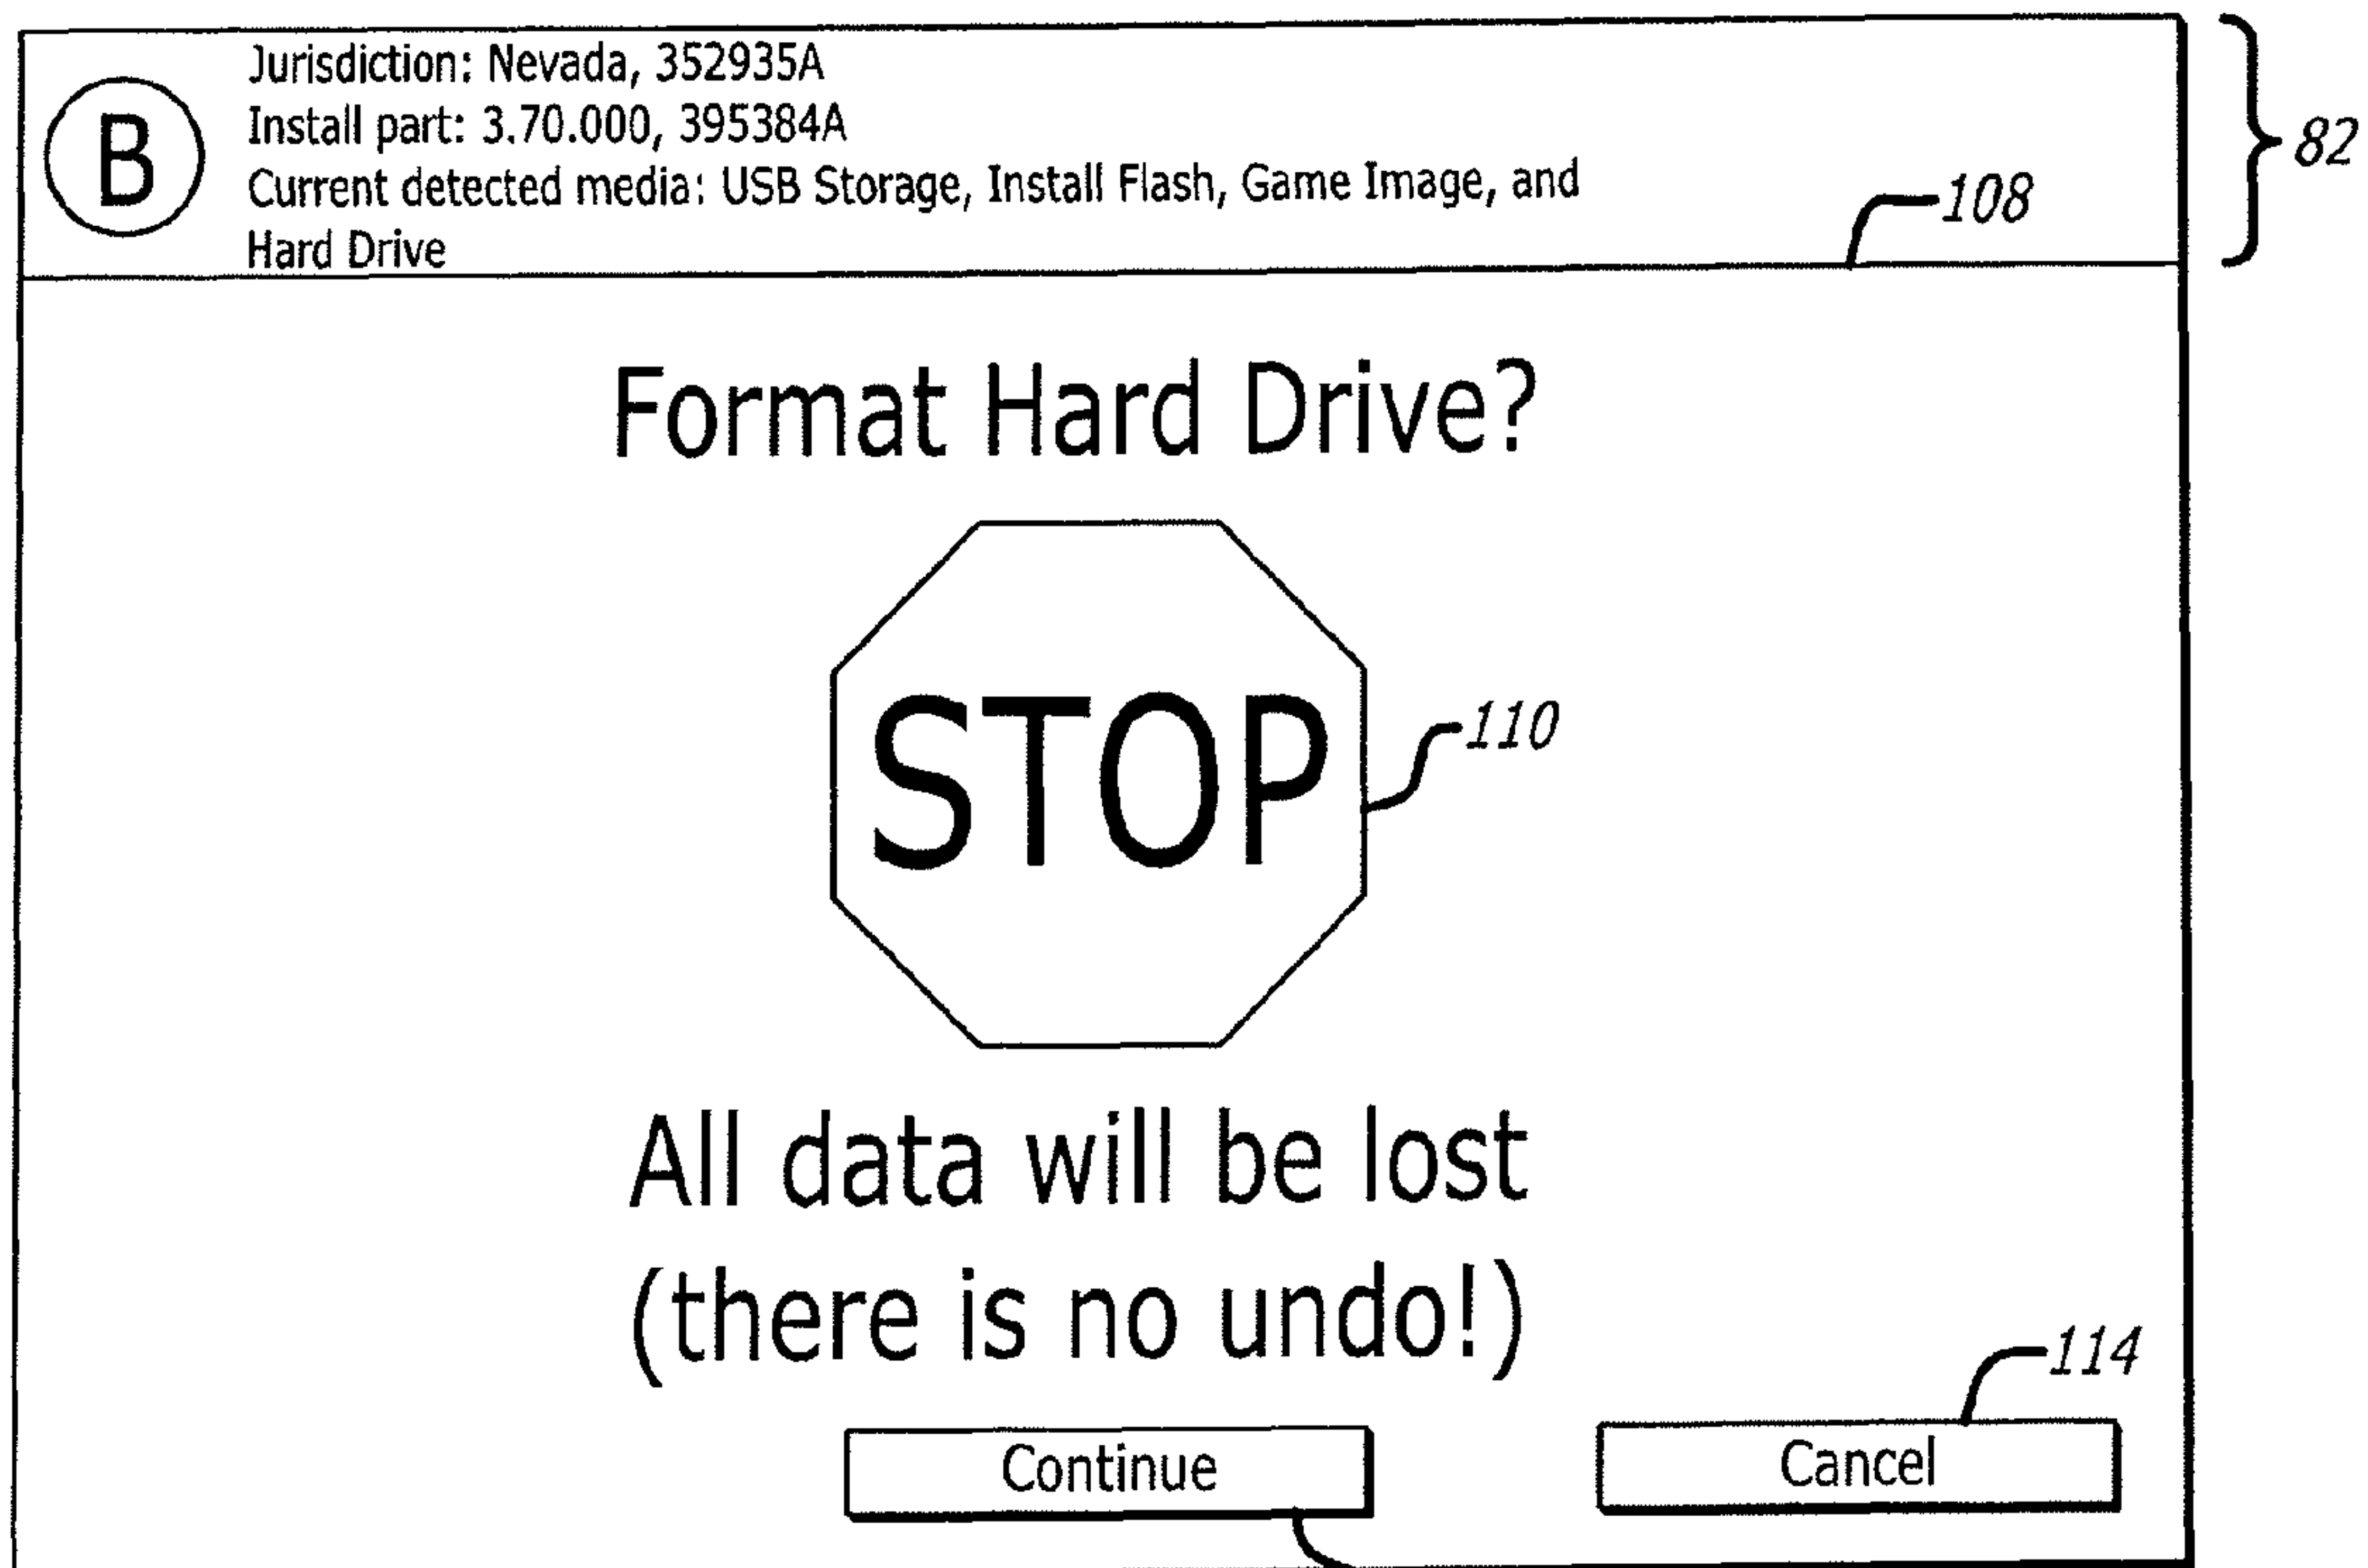 B
Jurisdiction: Nevada, 352935A
Install part: 3.70.000, 395384A
Current detected media: USB Storage, Install Flash, Game Image, and
Hard Drive
82
108
Format Hard Drive?
STOP
110
All data will be lost
(there is no undo!)
114
Continue
Cancel